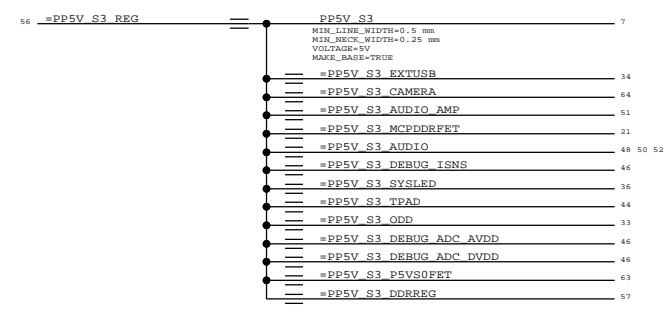 56 =PP5V_S3_REG PP5V_S3 7
MIN_LINE_WIDTH=0.5 mm
MIN_NECK_WIDTH=0.25 mm
VOLTAGE=5V
MAKE_BASE=TRUE
=PP5V_S3_EXTUSB 34
=PP5V_S3_CAMERA 64
=PP5V_S3_AUDIO_AMP 51
=PP5V_S3_MCPDDRFET 21
=PP5V_S3_AUDIO 48 50 52
=PP5V_S3_DEBUG_ISNS 46
=PP5V_S3_SYSLED 36
=PP5V_S3_TPAD 44
=PP5V_S3_ODD 33
=PP5V_S3_DEBUG_ADC_AVDD 46
=PP5V_S3_DEBUG_ADC_DVDD 46
=PP5V_S3_P5VS0FET 63
=PP5V_S3_DDRREG 57